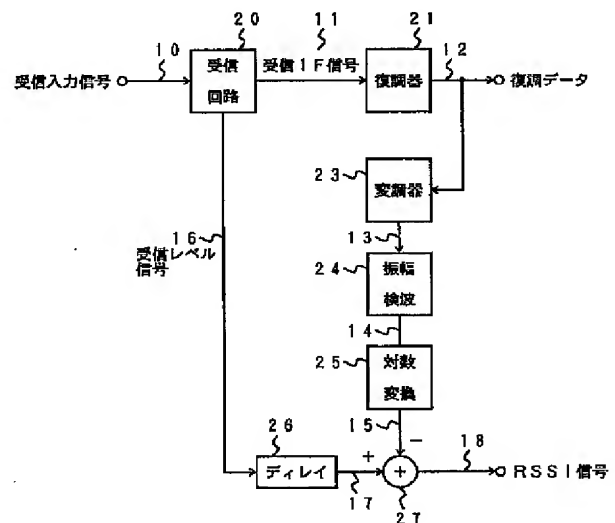 20
11
21
10
12
受信入力信号
受信
回路
受信IF信号
復調器
復調データ
23
変調器
16
受信レベル
信号
13
24
振幅
検波
14
25
対数
変換
15
−
26
ディレイ
+
17
+
27
18
RSSI信号